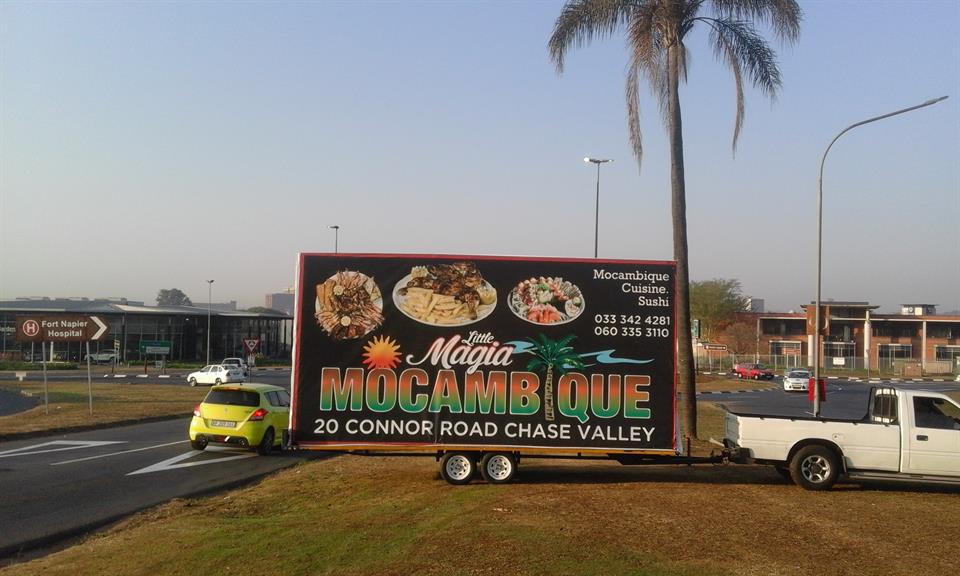 Mocambique
Cuisine.
Sushi
033 342 4281
060 335 3110
Little
Magia
MOCAMBIQUE
20 CONNOR ROAD CHASE VALLEY
H Fort Napier
Hospital